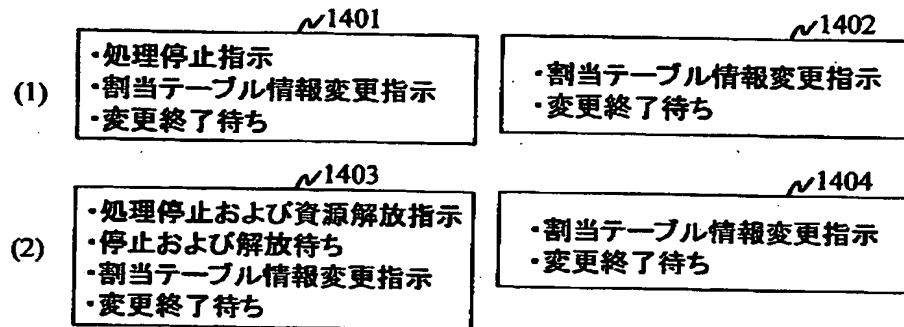 1401
1402
(1)
・処理停止指示
・割当テーブル情報変更指示
・変更終了待ち
・割当テーブル情報変更指示
・変更終了待ち
1403
1404
(2)
・処理停止および資源解放指示
・停止および解放待ち
・割当テーブル情報変更指示
・変更終了待ち
・割当テーブル情報変更指示
・変更終了待ち